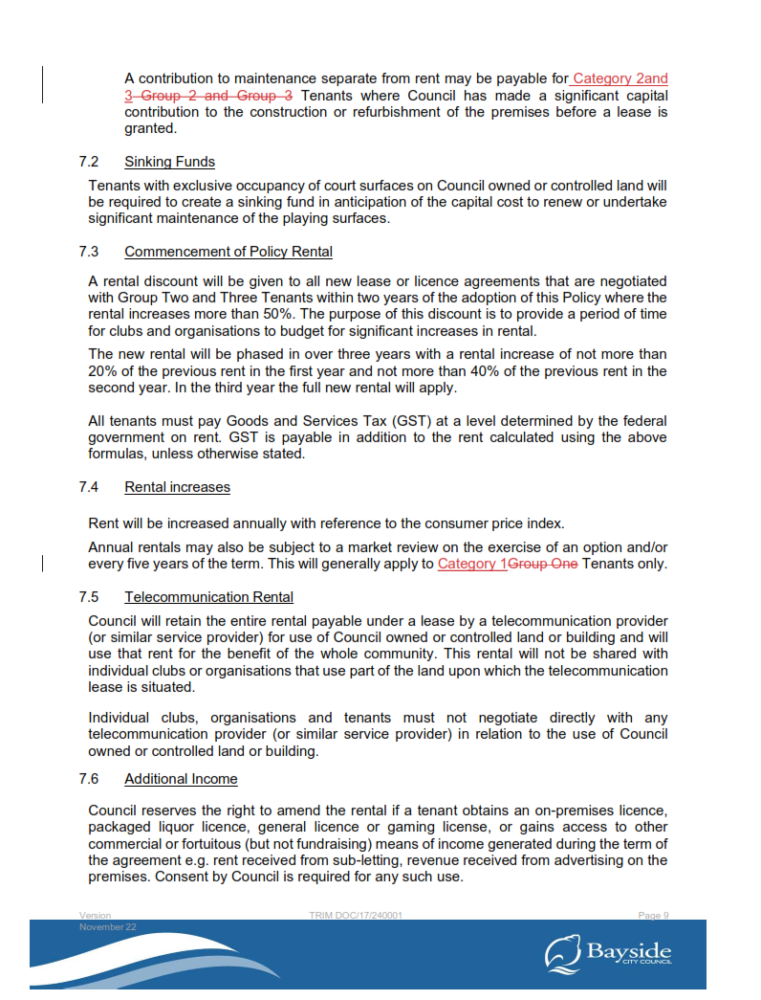 A contribution to maintenance separate from rent may be payable for Category 2and
3 Group 2 and Group 3 Tenants where Council has made a significant capital
contribution to the construction or refurbishment of the premises before a lease is
granted.
7.2 Sinking Funds
Tenants with exclusive occupancy of court surfaces on Council owned or controlled land will
be required to create a sinking fund in anticipation of the capital cost to renew or undertake
significant maintenance of the playing surfaces.
7.3 Commencement of Policy Rental
A rental discount will be given to all new lease or licence agreements that are negotiated
with Group Two and Three Tenants within two years of the adoption of this Policy where the
rental increases more than 50%. The purpose of this discount is to provide a period of time
for clubs and organisations to budget for significant increases in rental.
The new rental will be phased in over three years with a rental increase of not more than
20% of the previous rent in the first year and not more than 40% of the previous rent in the
second year. In the third year the full new rental will apply.
All tenants must pay Goods and Services Tax (GST) at a level determined by the federal
government on rent. GST is payable in addition to the rent calculated using the above
formulas, unless otherwise stated.
7.4 Rental increases
Rent will be increased annually with reference to the consumer price index.
Annual rentals may also be subject to a market review on the exercise of an option and/or
every five years of the term. This will generally apply to Category 1Group One Tenants only.
7.5 Telecommunication Rental
Council will retain the entire rental payable under a lease by a telecommunication provider
(or similar service provider) for use of Council owned or controlled land or building and will
use that rent for the benefit of the whole community. This rental will not be shared with
individual clubs or organisations that use part of the land upon which the telecommunication
lease is situated.
Individual clubs, organisations and tenants must not negotiate directly with any
telecommunication provider (or similar service provider) in relation to the use of Council
owned or controlled land or building.
7.6 Additional Income
Council reserves the right to amend the rental if a tenant obtains an on-premises licence,
packaged liquor licence, general licence or gaming license, or gains access to other
commercial or fortuitous (but not fundraising) means of income generated during the term of
the agreement e.g. rent received from sub-letting, revenue received from advertising on the
premises. Consent by Council is required for any such use.
Version TRIM DOC/17/240001 Page 9
November 22
Bayside
CITY COUNCIL